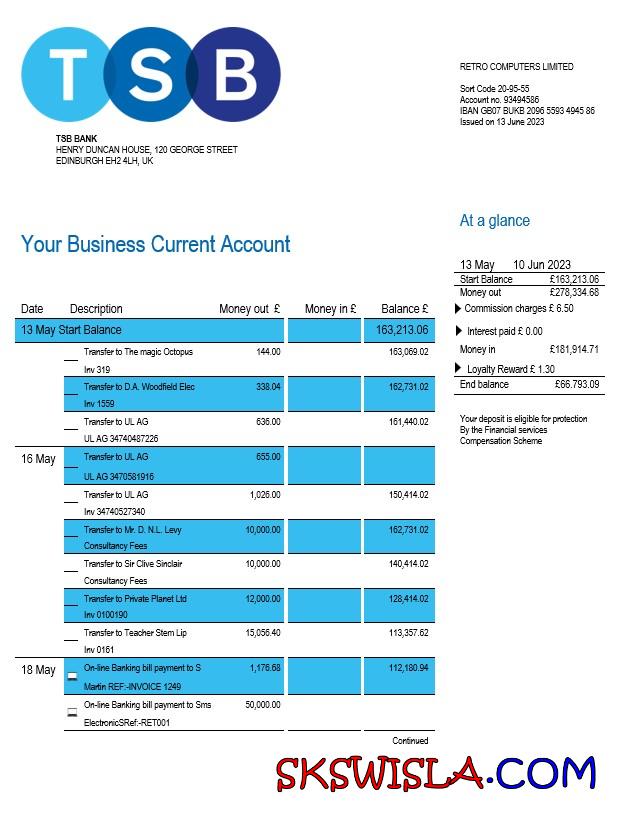 TSB
TSB BANK
HENRY DUNCAN HOUSE, 120 GEORGE STREET
EDINBURGH EH2 4LH, UK
RETRO COMPUTERS LIMITED
Sort Code 20-95-55
Account no. 93494586
IBAN GB07 BUKB 2096 5593 4945 86
Issued on 13 June 2023
Your Business Current Account
At a glance
13 May 10 Jun 2023
Start Balance £163,213.06
Money out £278,334.68
Commission charges £ 6.50
Interest paid £ 0.00
Money in £181,914.71
Loyalty Reward £ 1.30
End balance £66.793.09
Your deposit is eligible for protection
By the Financial services
Compensation Scheme
Date Description Money out £ Money in £ Balance £
13 May Start Balance 163,213.06
Transfer to The magic Octopus 144.00 163,069.02
Inv 319
Transfer to D.A. Woodfield Elec 338.04 162,731.02
Inv 1559
Transfer to UL AG 636.00 161,440.02
UL AG 34740487226
16 May Transfer to UL AG 655.00
UL AG 3470581916
Transfer to UL AG 1,026.00 150,414.02
Inv 34740527340
Transfer to Mr. D. N.L. Levy 10,000.00 162,731.02
Consultancy Fees
Transfer to Sir Clive Sinclair 10,000.00 140,414.02
Consultancy Fees
Transfer to Private Planet Ltd 12,000.00 128,414.02
Inv 0100190
Transfer to Teacher Stem Lip 15,056.40 113,357.62
Inv 0161
18 May On-line Banking bill payment to S 1,176.68 112,180.94
Martin REF:-INVOICE 1249
On-line Banking bill payment to Sms 50,000.00
ElectronicSRef:-RET001
Continued
SKSWISLA.COM